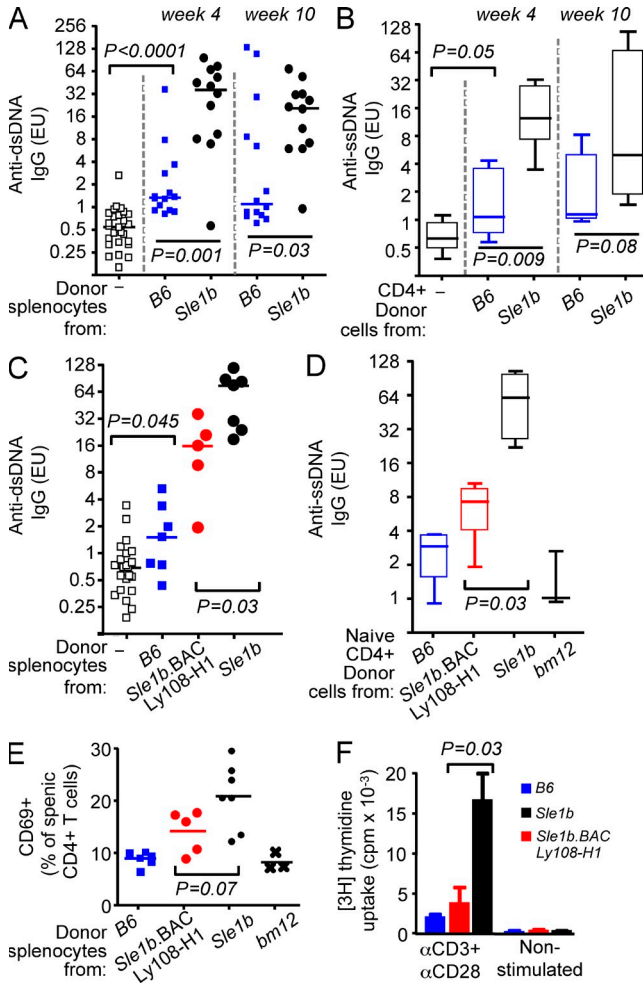 A
week 4
week 10
Anti-dsDNA
IgG (EU)
256
128
64
32
16
8
4
2
1
0.5
0.25
P<0.0001
P=0.001
P=0.03
Donor
splenocytes
from:
–
B6
Sle1b
B6
Sle1b
B
week 4
week 10
Anti-ssDNA
IgG (EU)
128
64
32
16
8
4
2
1
0.5
P=0.05
P=0.009
P=0.08
CD4+
Donor
cells from:
–
B6
Sle1b
B6
Sle1b
C
Anti-dsDNA
IgG (EU)
128
64
32
16
8
4
2
1
0.5
0.25
P=0.045
P=0.03
Donor
splenocytes
from:
–
B6
Sle1b.BAC
Ly108-H1
Sle1b
D
Anti-ssDNA
IgG (EU)
128
64
32
16
8
4
2
1
P=0.03
Naive
CD4+
Donor
cells from:
B6
Sle1b.BAC
Ly108-H1
Sle1b
bm12
E
CD69+
(% of spenic
CD4+ T cells)
30
20
10
0
P=0.07
Donor
splenocytes
from:
B6
Sle1b.BAC
Ly108-H1
Sle1b
bm12
F
[3H] thymidine
uptake (cpm x 10-3)
20
15
10
5
0
P=0.03
B6
Sle1b
Sle1b.BAC
Ly108-H1
αCD3+
αCD28
Non-
stimulated